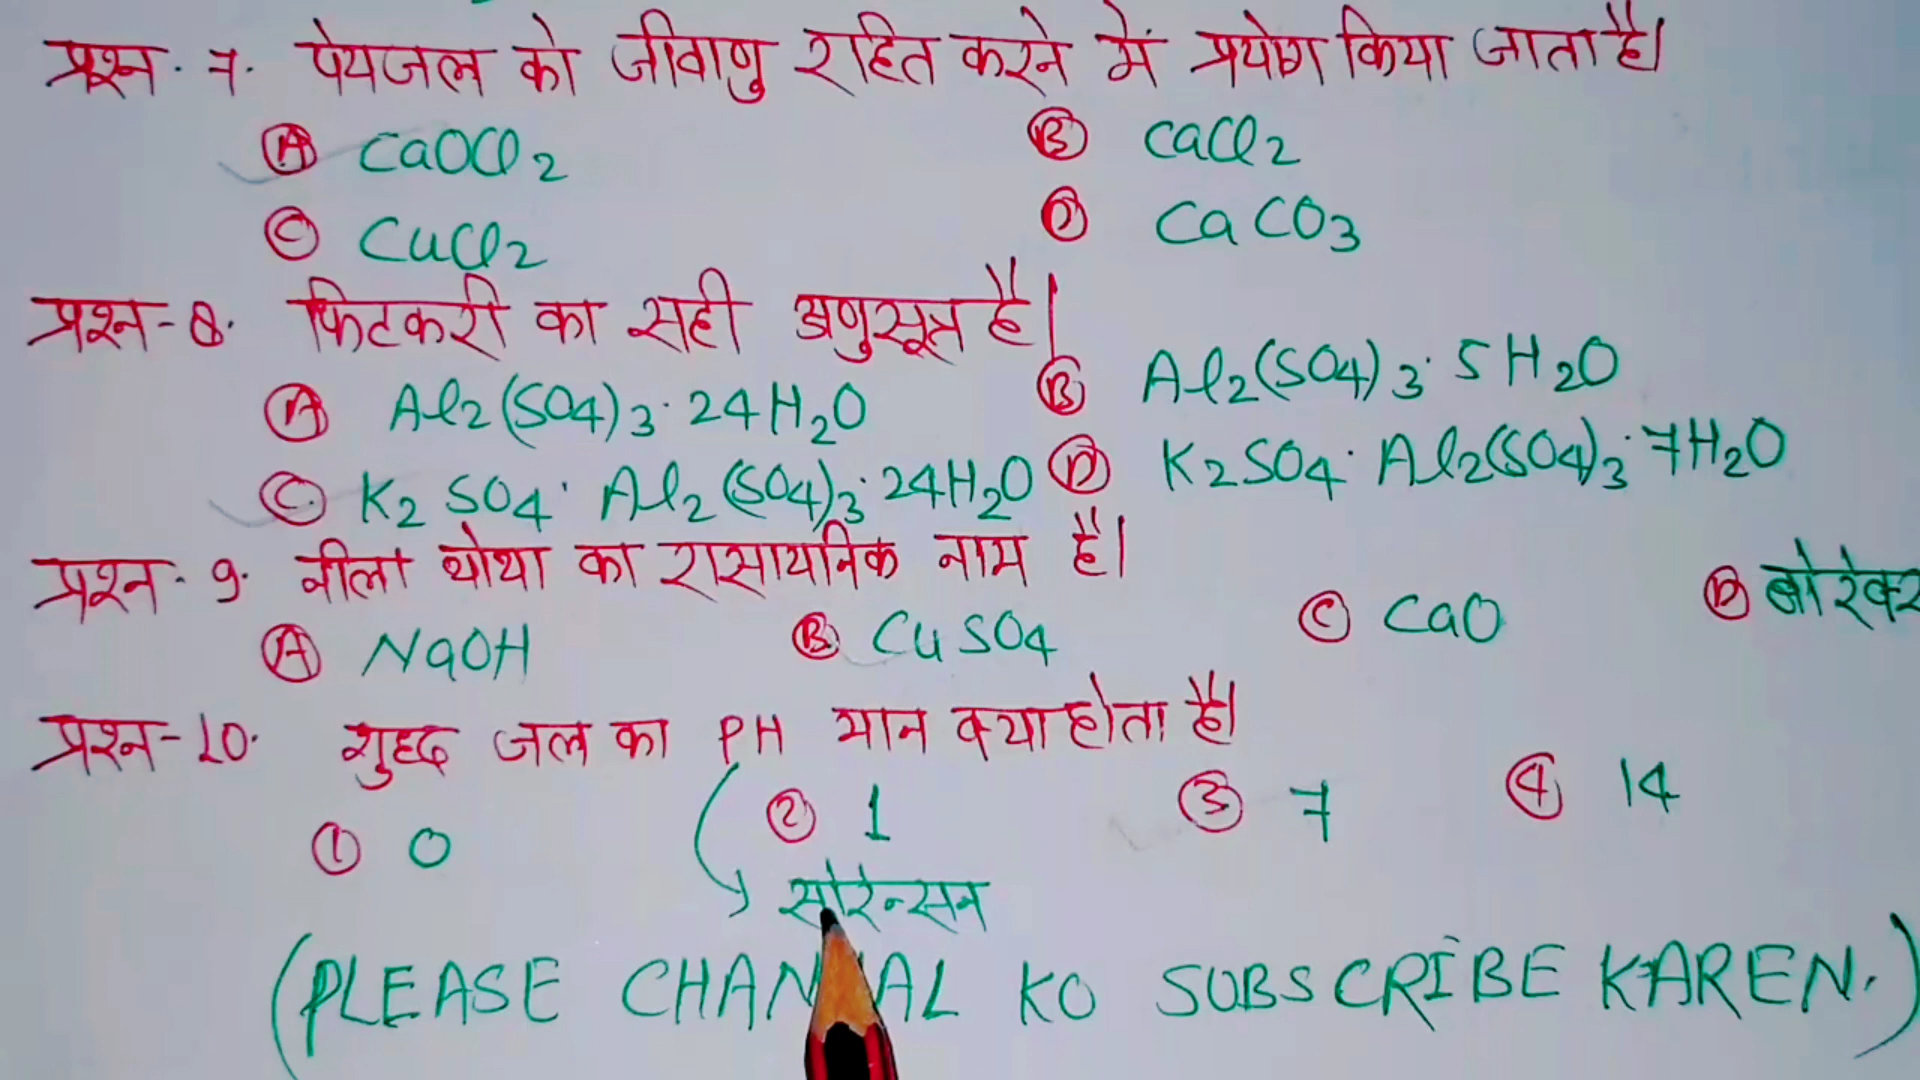 प्रश्न. 7. पेयजल को जीवाणु रहित करने में प्रयोग किया जाता है।
(A) CaOCl2 (B) CaCl2
(C) CuCl2 (D) CaCO3
प्रश्न-8. फिटकरी का सही अणुसूत्र है।
(A) Al2(SO4)3. 24H2O (B) Al2(SO4)3. 5H2O
(C) K2SO4. Al2(SO4)3. 24H2O (D) K2SO4. Al2(SO4)3. 7H2O
प्रश्न. 9. नीला थोथा का रासायनिक नाम है।
(A) NaOH (B) CuSO4 (C) CaO (D)
प्रश्न-10. शुद्ध जल का PH मान क्या होता है।
(1) 0 (2) 1 (3) 7 (4) 14
सोरेन्सन
(PLEASE KO SUBSCRIBE KAREN.)